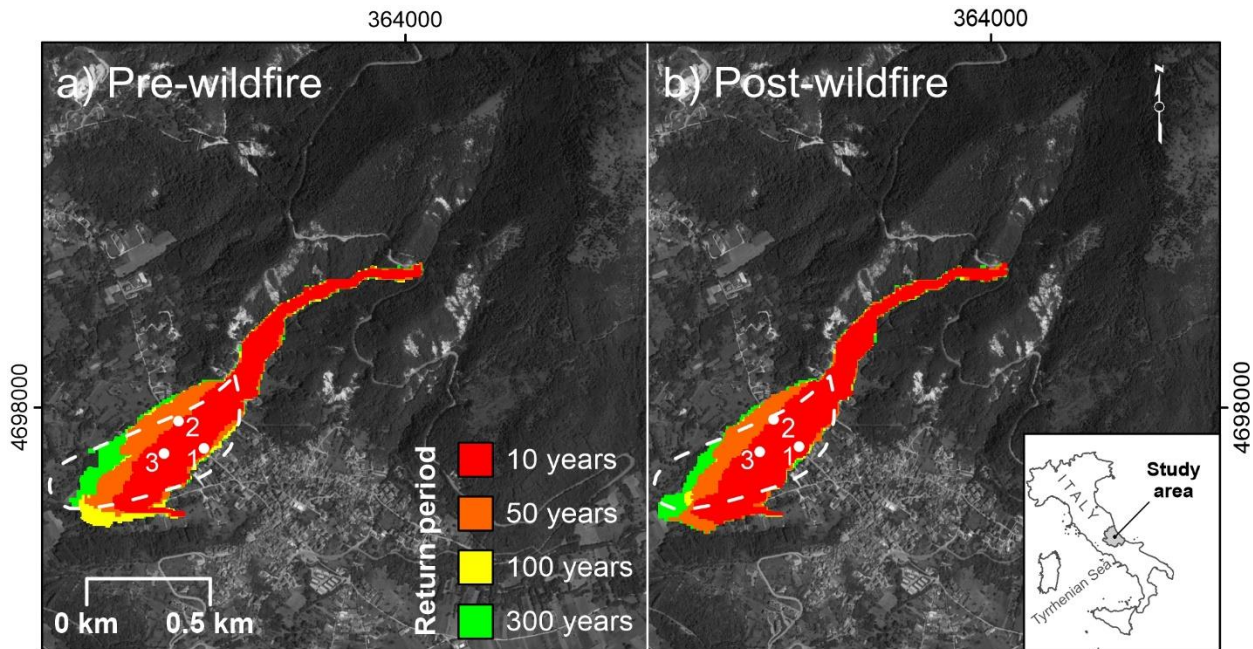 364000
364000
a) Pre-wildfire
b) Post-wildfire
N
4698000
4698000
2
3
1
2
3
1
Return period
10 years
50 years
100 years
300 years
0 km
0.5 km
Study
area
ITALY
Tyrrhenian Sea